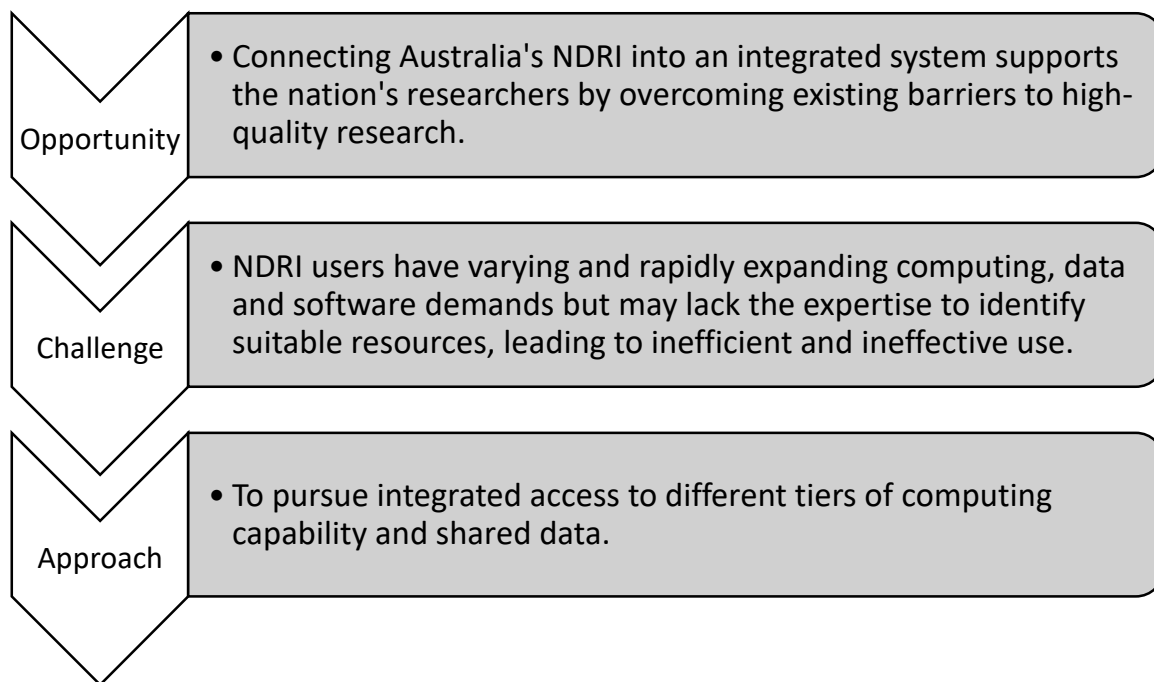 Opportunity
• Connecting Australia's NDRI into an integrated system supports
the nation's researchers by overcoming existing barriers to high-
quality research.
Challenge
• NDRI users have varying and rapidly expanding computing, data
and software demands but may lack the expertise to identify
suitable resources, leading to inefficient and ineffective use.
Approach
• To pursue integrated access to different tiers of computing
capability and shared data.